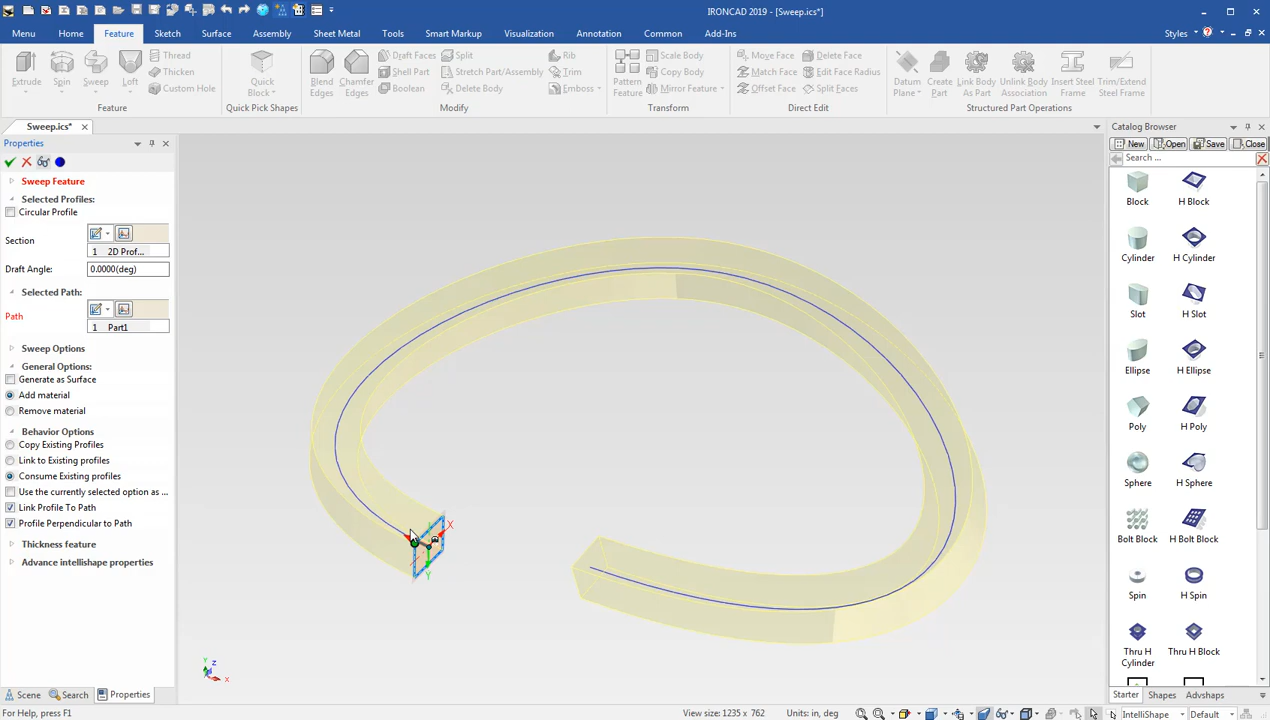 IRONCAD 2019 - [Sweep.ics*]
Menu Home Feature Sketch Surface Assembly Sheet Metal Tools Smart Markup Visualization Annotation Common Add-Ins Styles
Extrude Spin Sweep Loft Thread Thicken Custom Hole
Feature
Quick Block
Quick Pick Shapes
Blend Edges Chamfer Edges Draft Faces Shell Part Boolean Split Stretch Part/Assembly Delete Body Rib Trim Emboss
Modify
Pattern Feature Scale Body Copy Body Mirror Feature
Transform
Move Face Match Face Offset Face Delete Face Edit Face Radius Split Faces
Direct Edit
Datum Plane Create Part Link Body As Part Unlink Body Assembly Insert Steel Frame Trim/Extend Steel Frame
Structured Part Operations
Sweep.ics*
Properties
Sweep Feature
Selected Profiles:
Circular Profile
Section
1 2D Prof...
Draft Angle: 0.0000(deg)
Selected Path:
Path
1 Part1
Sweep Options
General Options:
Generate as Surface
Add material
Remove material
Behavior Options
Copy Existing Profiles
Link to Existing profiles
Consume Existing profiles
Use the currently selected option as ...
Link Profile To Path
Profile Perpendicular to Path
Thickness feature
Advance intellishape properties
Scene Search Properties
X
Y
Y Z
X
Catalog Browser
New Open Save Close
Search ...
Block H Block
Cylinder H Cylinder
Slot H Slot
Ellipse H Ellipse
Poly H Poly
Sphere H Sphere
Bolt Block H Bolt Block
Spin H Spin
Thru H Cylinder Thru H Block
Starter Shapes Advshaps
For Help, press F1
View size: 1235 x 762 Units: in, deg
IntelliShape Default